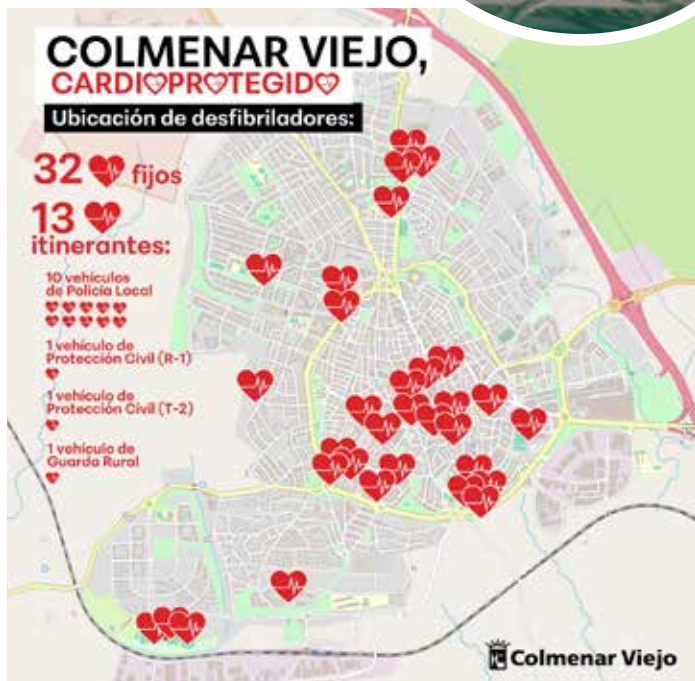 COLMENAR VIEJO,
CARDIOPROTEGIDO
Ubicación de desfibriladores:
32 fijos
13
itinerantes:
10 vehículos
de Policía Local
1 vehículo de
Protección Civil (R-1)
1 vehículo de
Protección Civil (T-2)
1 vehículo de
Guarda Rural
Colmenar Viejo